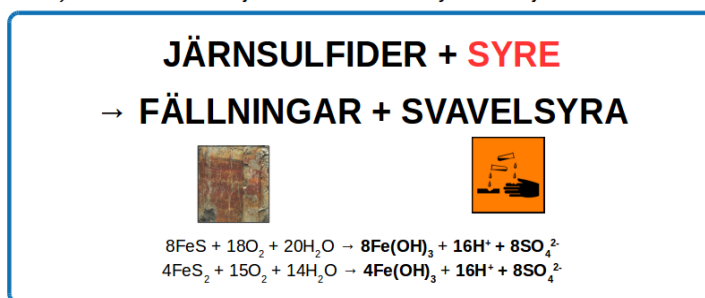 JÄRNSULFIDER + SYRE
→ FÄLLNINGAR + SVAVELSYRA
8FeS + 18O₂ + 20H₂O → 8Fe(OH)₃ + 16H⁺ + 8SO₄²⁻
4FeS₂ + 15O₂ + 14H₂O → 4Fe(OH)₃ + 16H⁺ + 8SO₄²⁻